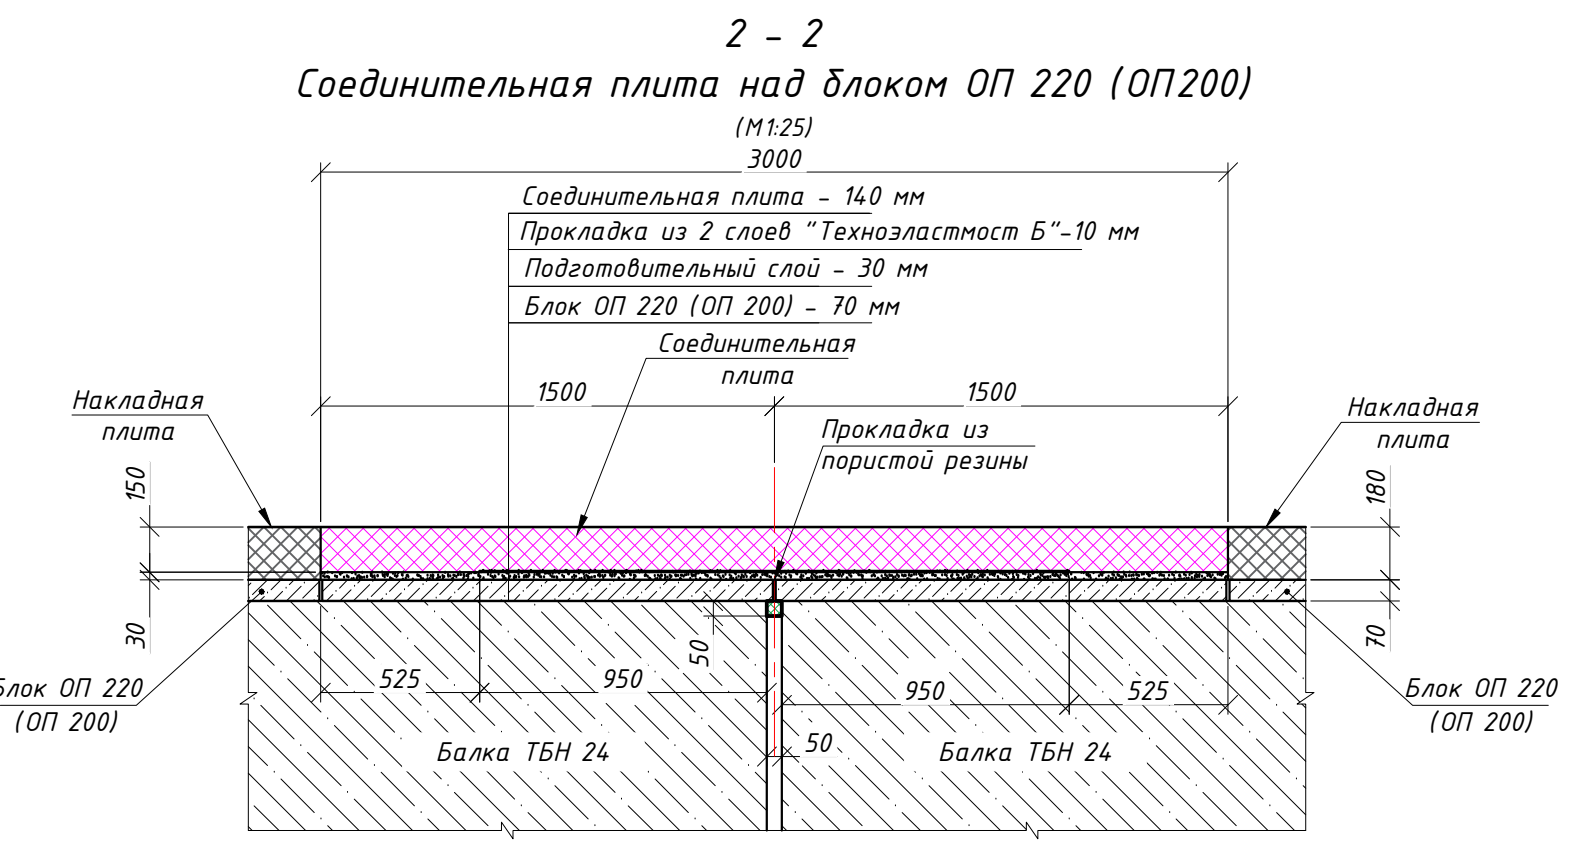 2 - 2
Соединительная плита над блоком ОП 220 (ОП200)
(М1:25)
3000
Соединительная плита - 140 мм
Прокладка из 2 слоев "Техноэластмост Б"-10 мм
Подготовительный слой - 30 мм
Блок ОП 220 (ОП 200) - 70 мм
Соединительная
плита
1500
1500
Накладная
плита
Прокладка из
пористой резины
Накладная
плита
150
180
30
50
70
525
950
950
525
Блок ОП 220
(ОП 200)
Блок ОП 220
(ОП 200)
Балка ТБН 24
50
Балка ТБН 24